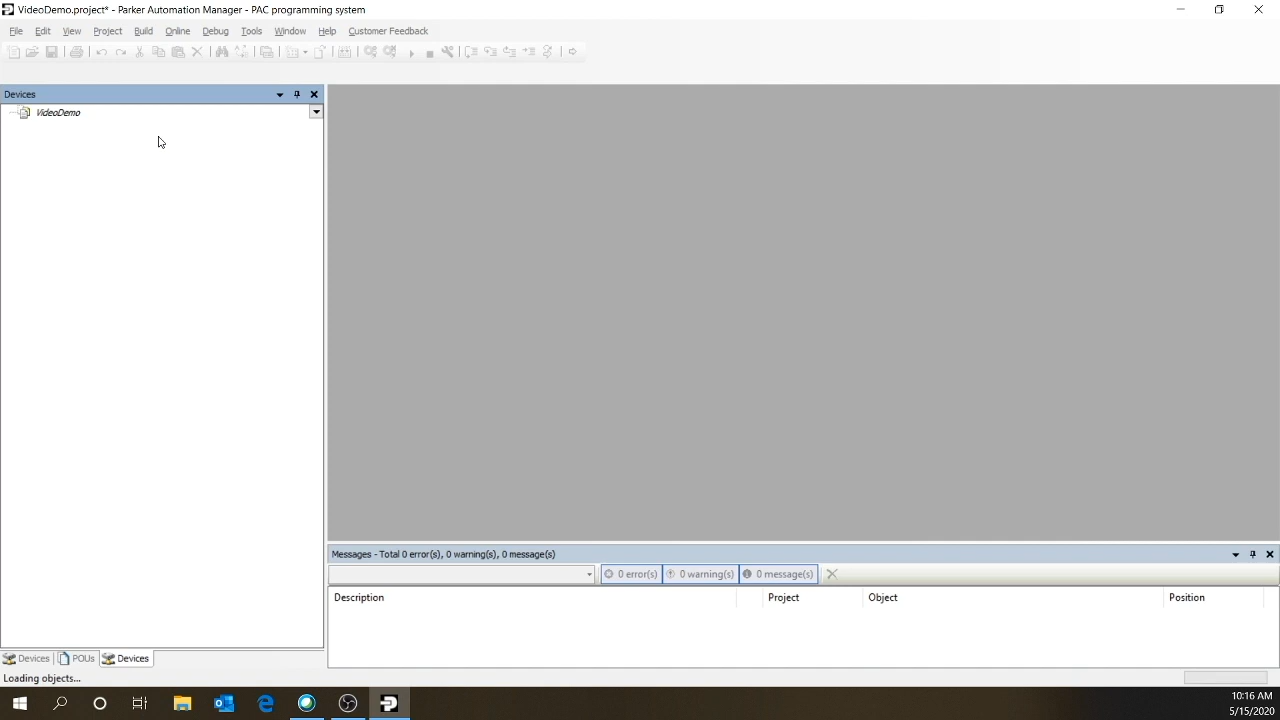 VideoDemo.project* - Parker Automation Manager - PAC programming system
File Edit View Project Build Online Debug Tools Window Help Customer Feedback
Devices
VideoDemo
Messages - Total 0 error(s), 0 warning(s), 0 message(s)
0 error(s) 0 warning(s) 0 message(s)
Description Project Object Position
Devices POUs Devices
Loading objects...
10:16 AM
5/15/2020